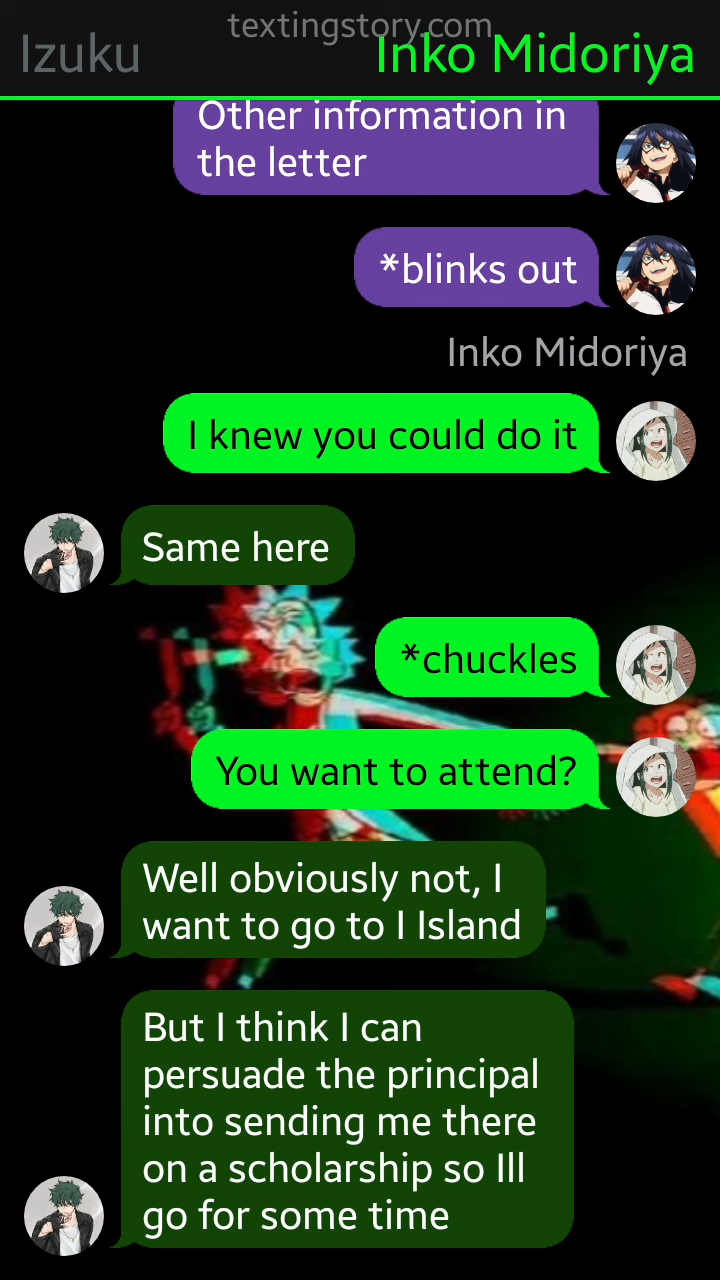 textingstory.com
Izuku
Inko Midoriya
Other information in
the letter
*blinks out
Inko Midoriya
I knew you could do it
Same here
*chuckles
You want to attend?
Well obviously not, I
want to go to I Island
But I think I can
persuade the principal
into sending me there
on a scholarship so Ill
go for some time